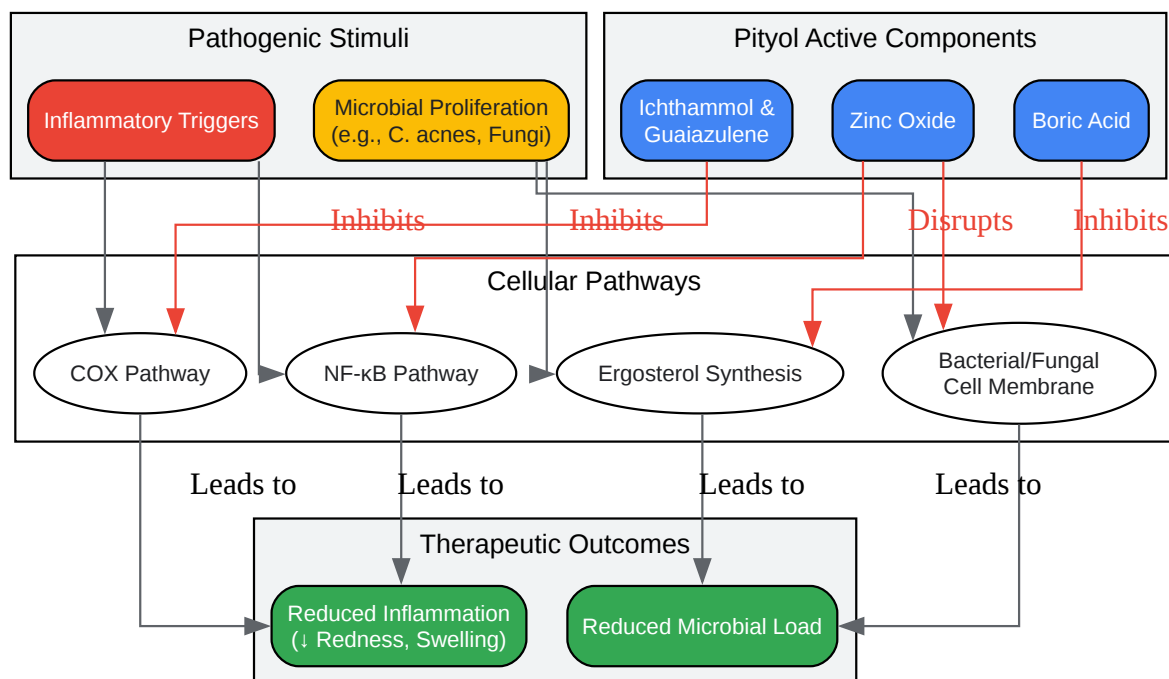 Pathogenic Stimuli
Pityol Active Components
Inflammatory Triggers
Microbial Proliferation
(e.g., C. acnes, Fungi)
Ichthammol &
Guaiazulene
Zinc Oxide
Boric Acid
Inhibits
Inhibits
Disrupts
Inhibits
Cellular Pathways
COX Pathway
NF-κB Pathway
Ergosterol Synthesis
Bacterial/Fungal
Cell Membrane
Leads to
Leads to
Leads to
Leads to
Therapeutic Outcomes
Reduced Inflammation
(↓ Redness, Swelling)
Reduced Microbial Load